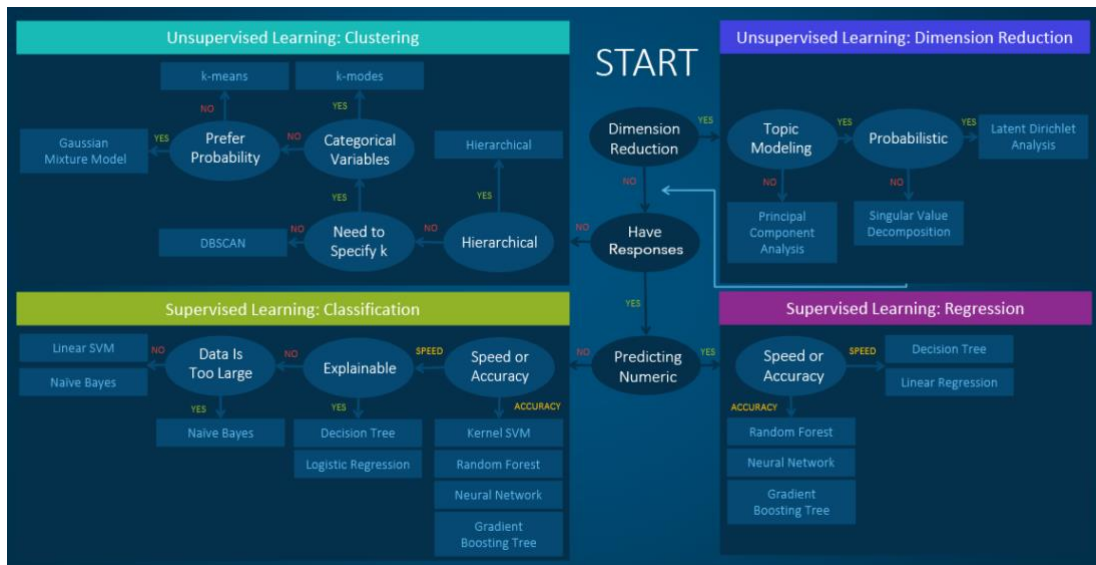 Unsupervised Learning: Clustering
k-means
k-modes
NO
YES
Gaussian
Mixture Model
YES
Prefer
Probability
NO
Categorical
Variables
Hierarchical
YES
YES
DBSCAN
NO
Need to
Specify k
NO
Hierarchical
START
Dimension
Reduction
YES
NO
NO
Have
Responses
YES
NO
Predicting
Numeric
YES
Unsupervised Learning: Dimension Reduction
Topic
Modeling
YES
Probabilistic
YES
Latent Dirichlet
Analysis
NO
NO
Principal
Component
Analysis
Singular Value
Decomposition
Supervised Learning: Classification
Linear SVM
Naïve Bayes
NO
Data Is
Too Large
NO
Explainable
SPEED
Speed or
Accuracy
YES
YES
ACCURACY
Naïve Bayes
Decision Tree
Logistic Regression
Kernel SVM
Random Forest
Neural Network
Gradient
Boosting Tree
Supervised Learning: Regression
Speed or
Accuracy
SPEED
Decision Tree
Linear Regression
ACCURACY
Random Forest
Neural Network
Gradient
Boosting Tree